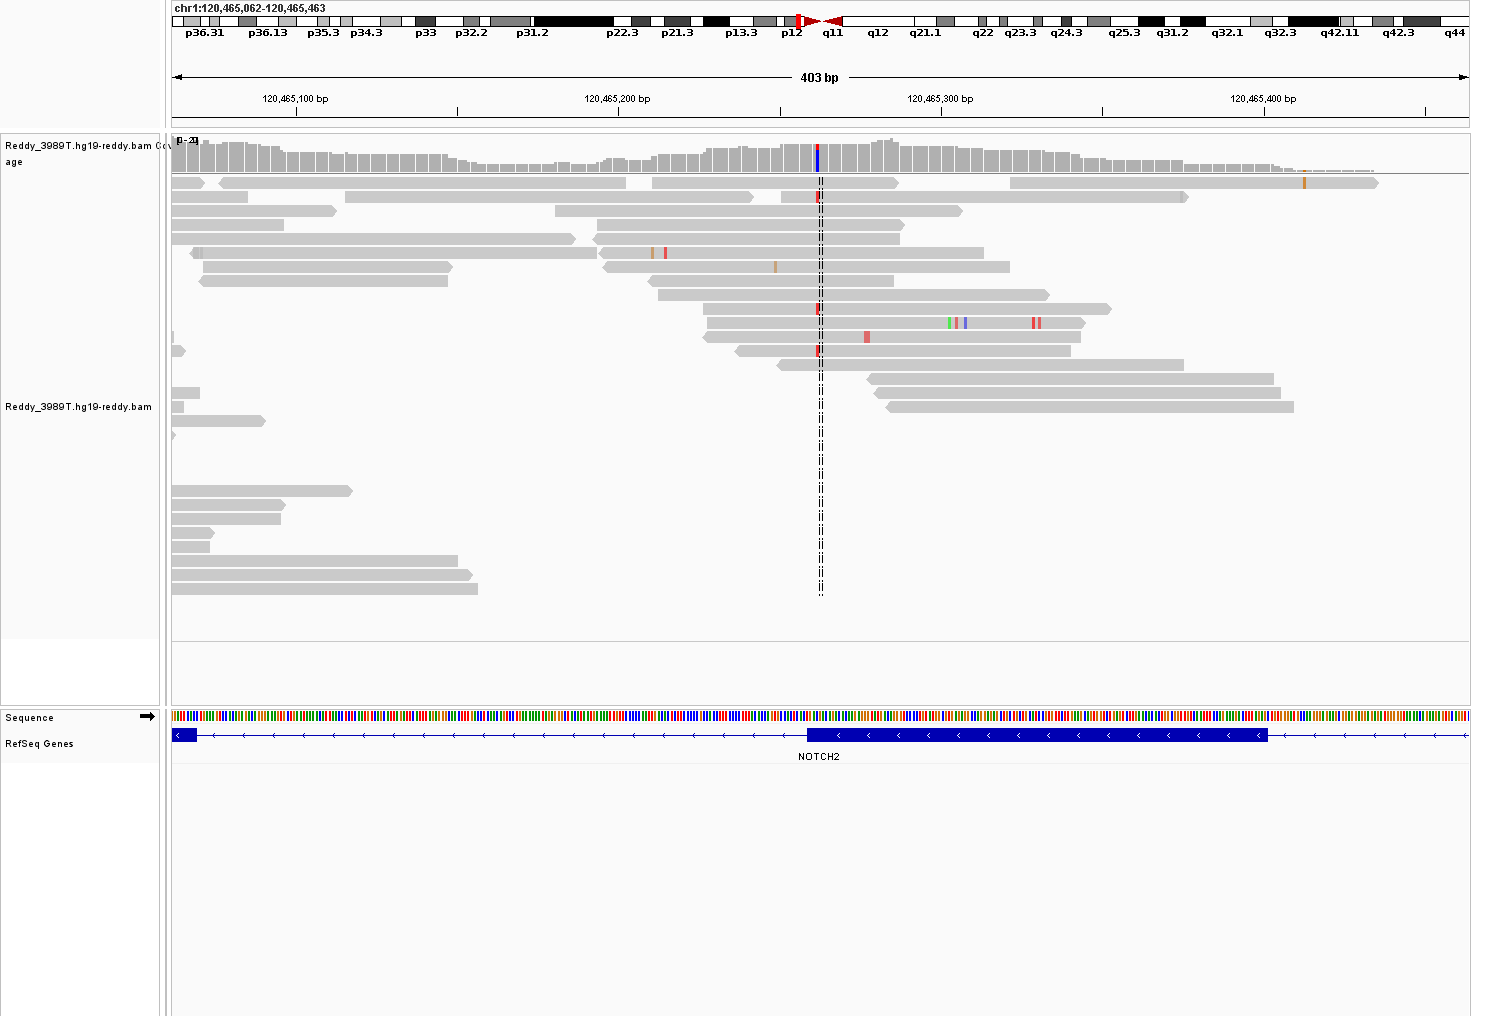 chr1:120,465,062-120,465,463
p36.31 p36.13 p35.3 p34.3 p33 p32.2 p31.2 p22.3 p21.3 p13.3 p12 q11 q12 q21.1 q22 q23.3 q24.3 q25.3 q31.2 q32.1 q32.3 q42.11 q42.3 q44
403 bp
120,465,100 bp 120,465,200 bp 120,465,300 bp 120,465,400 bp
Reddy_3989T.hg19-reddy.bam Cov
age
Reddy_3989T.hg19-reddy.bam
Sequence
RefSeq Genes
NOTCH2